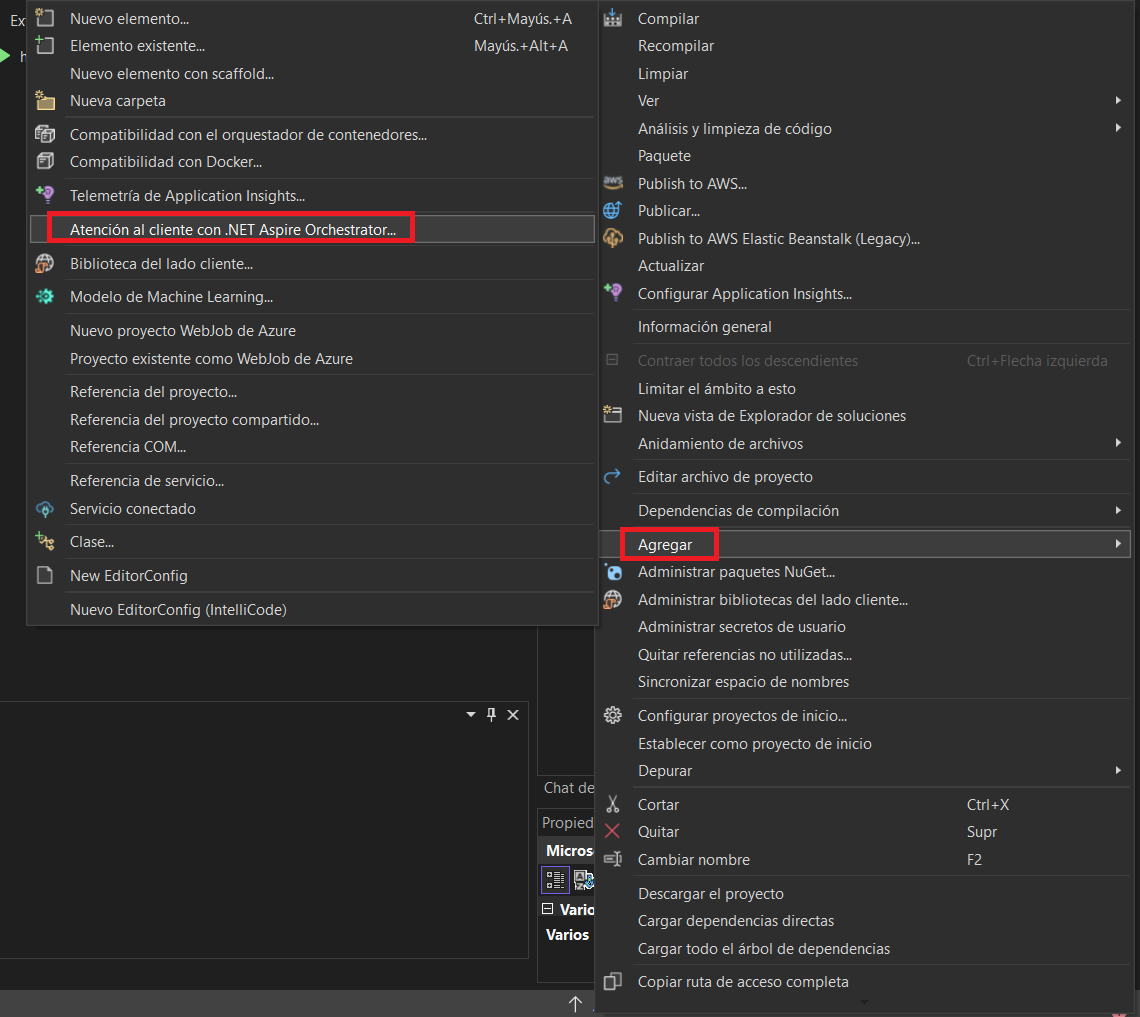 Ex
Nuevo elemento... Ctrl+Mayús.+A
Elemento existente... Mayús.+Alt+A
Nuevo elemento con scaffold...
Nueva carpeta
Compatibilidad con el orquestador de contenedores...
Compatibilidad con Docker...
Telemetría de Application Insights...
Atención al cliente con .NET Aspire Orchestrator...
Biblioteca del lado cliente...
Modelo de Machine Learning...
Nuevo proyecto WebJob de Azure
Proyecto existente como WebJob de Azure
Referencia del proyecto...
Referencia del proyecto compartido...
Referencia COM...
Referencia de servicio...
Servicio conectado
Clase...
New EditorConfig
Nuevo EditorConfig (IntelliCode)
Compilar
Recompilar
Limpiar
Ver
Análisis y limpieza de código
Paquete
aws Publish to AWS...
Publicar...
Publish to AWS Elastic Beanstalk (Legacy)...
Actualizar
Configurar Application Insights...
Información general
Contraer todos los descendientes Ctrl+Flecha izquierda
Limitar el ámbito a esto
Nueva vista de Explorador de soluciones
Anidamiento de archivos
Editar archivo de proyecto
Dependencias de compilación
Agregar
Administrar paquetes NuGet...
Administrar bibliotecas del lado cliente...
Administrar secretos de usuario
Quitar referencias no utilizadas...
Sincronizar espacio de nombres
Configurar proyectos de inicio...
Establecer como proyecto de inicio
Depurar
Cortar Ctrl+X
Quitar Supr
Cambiar nombre F2
Descargar el proyecto
Cargar dependencias directas
Cargar todo el árbol de dependencias
Copiar ruta de acceso completa
Chat de
Propied
Micros
Vario
Varios